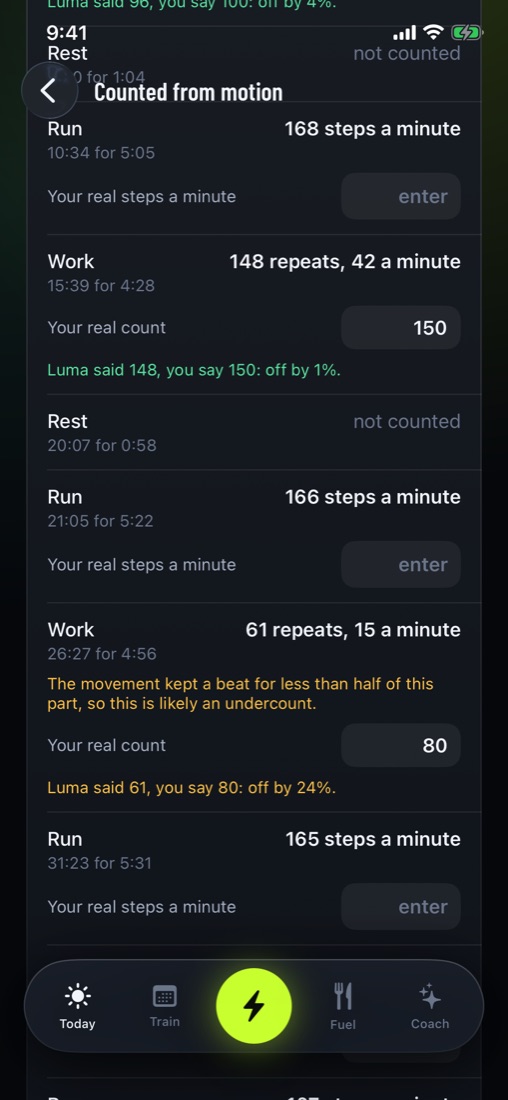 Luma said 96, you say 100: off by 4%.
9:41
Rest
not counted
0 for 1:04
Counted from motion
Run
168 steps a minute
10:34 for 5:05
Your real steps a minute
enter
Work
148 repeats, 42 a minute
15:39 for 4:28
Your real count
150
Luma said 148, you say 150: off by 1%.
Rest
not counted
20:07 for 0:58
Run
166 steps a minute
21:05 for 5:22
Your real steps a minute
enter
Work
61 repeats, 15 a minute
26:27 for 4:56
The movement kept a beat for less than half of this
part, so this is likely an undercount.
Your real count
80
Luma said 61, you say 80: off by 24%.
Run
165 steps a minute
31:23 for 5:31
Your real steps a minute
enter
Today
Train
Fuel
Coach